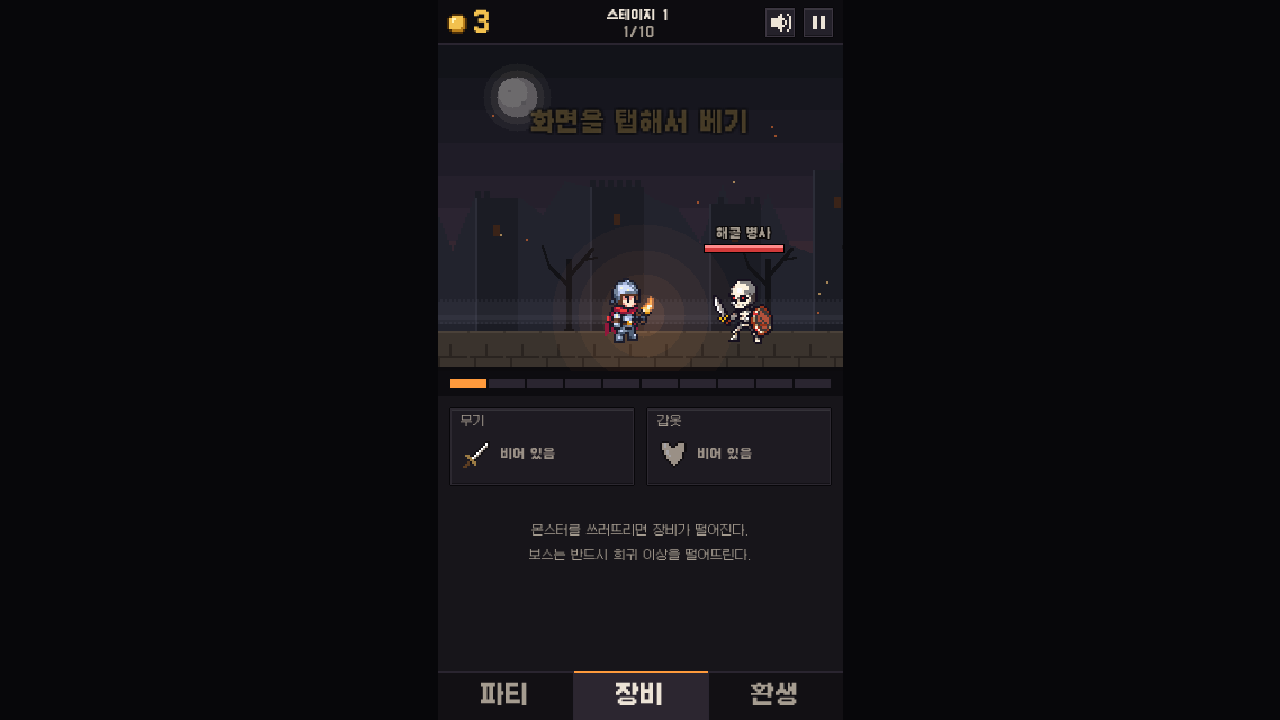 3
스테이지 1
1/10
화면을 탭해서 베기
해골 병사
무기
비어 있음
갑옷
비어 있음
몬스터를 쓰러뜨리면 장비가 떨어진다.
보스는 반드시 희귀 이상을 떨어뜨린다.
파티
장비
환생